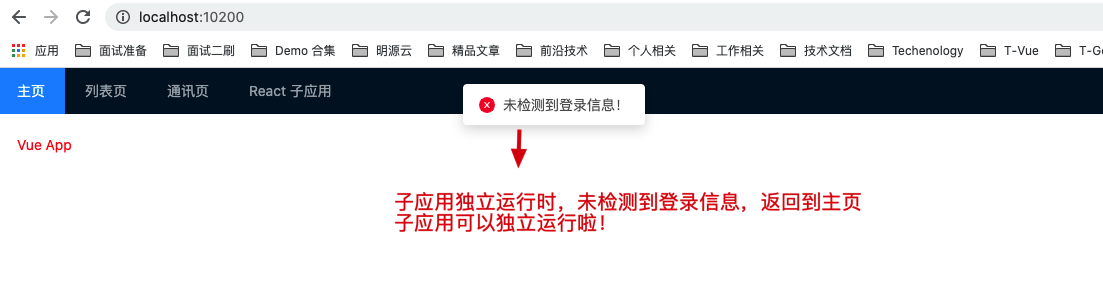 localhost:10200
应用 面试准备 面试二刷 Demo 合集 明源云 精品文章 前沿技术 个人相关 工作相关 技术文档 Techenology T-Vue T-Ge
主页 列表页 通讯页 React 子应用
未检测到登录信息！
Vue App
子应用独立运行时，未检测到登录信息，返回到主页
子应用可以独立运行啦！